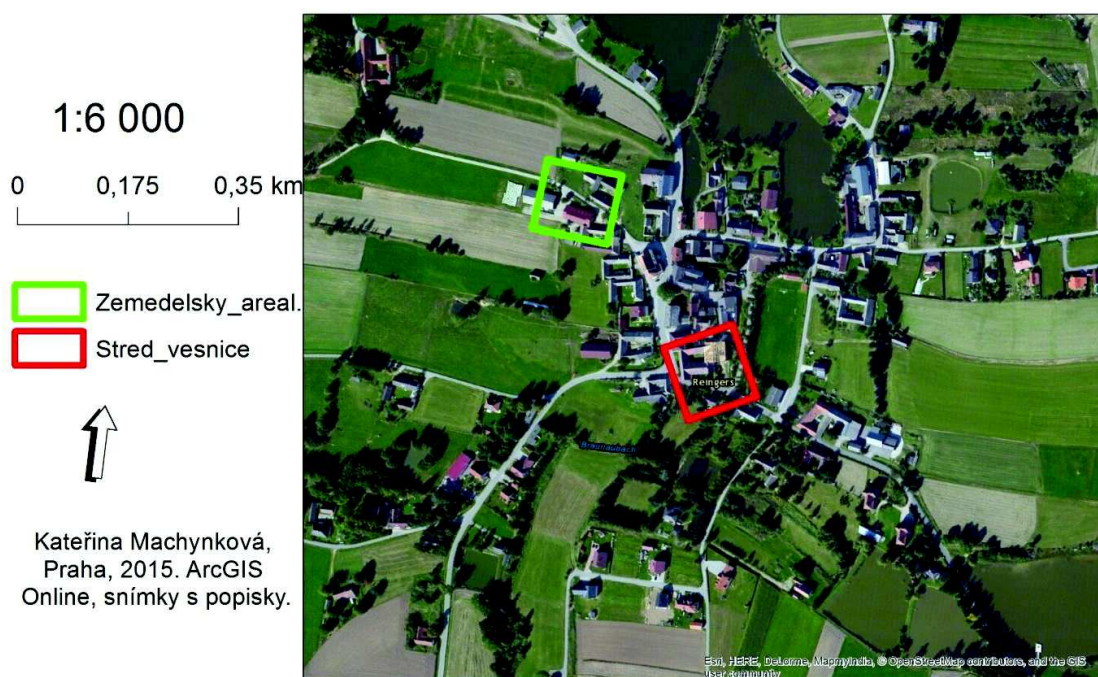 1:6 000
0 0,175 0,35 km
Zemedelsky_areal.
Stred_vesnice
Kateřina Machynková,
Praha, 2015. ArcGIS
Online, snímky s popisky.
Reingers
Braunaubach
Esri, HERE, DeLorme, MapmyIndia, © OpenStreetMap contributors, and the GIS
user community